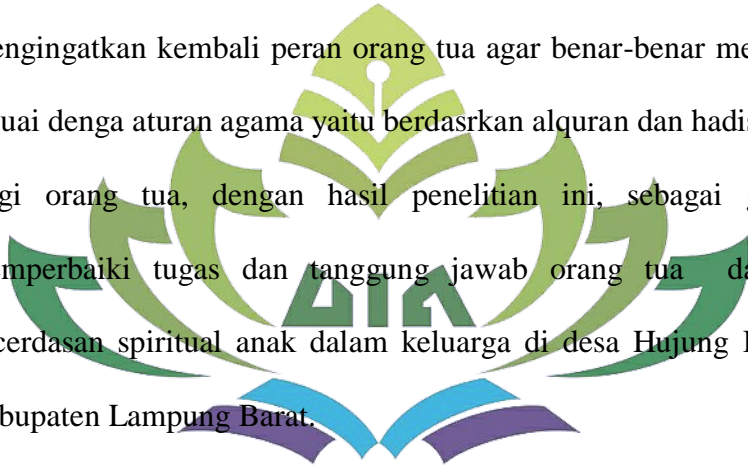 engingatkan kembali peran orang tua agar benar-benar me
uai denga aturan agama yaitu berdasrkan alquran dan hadis
gi orang tua, dengan hasil penelitian ini, sebagai
emperbaiki tugas dan tanggung jawab orang tua da
cerdasan spiritual anak dalam keluarga di desa Hujung
abupaten Lampung Barat.